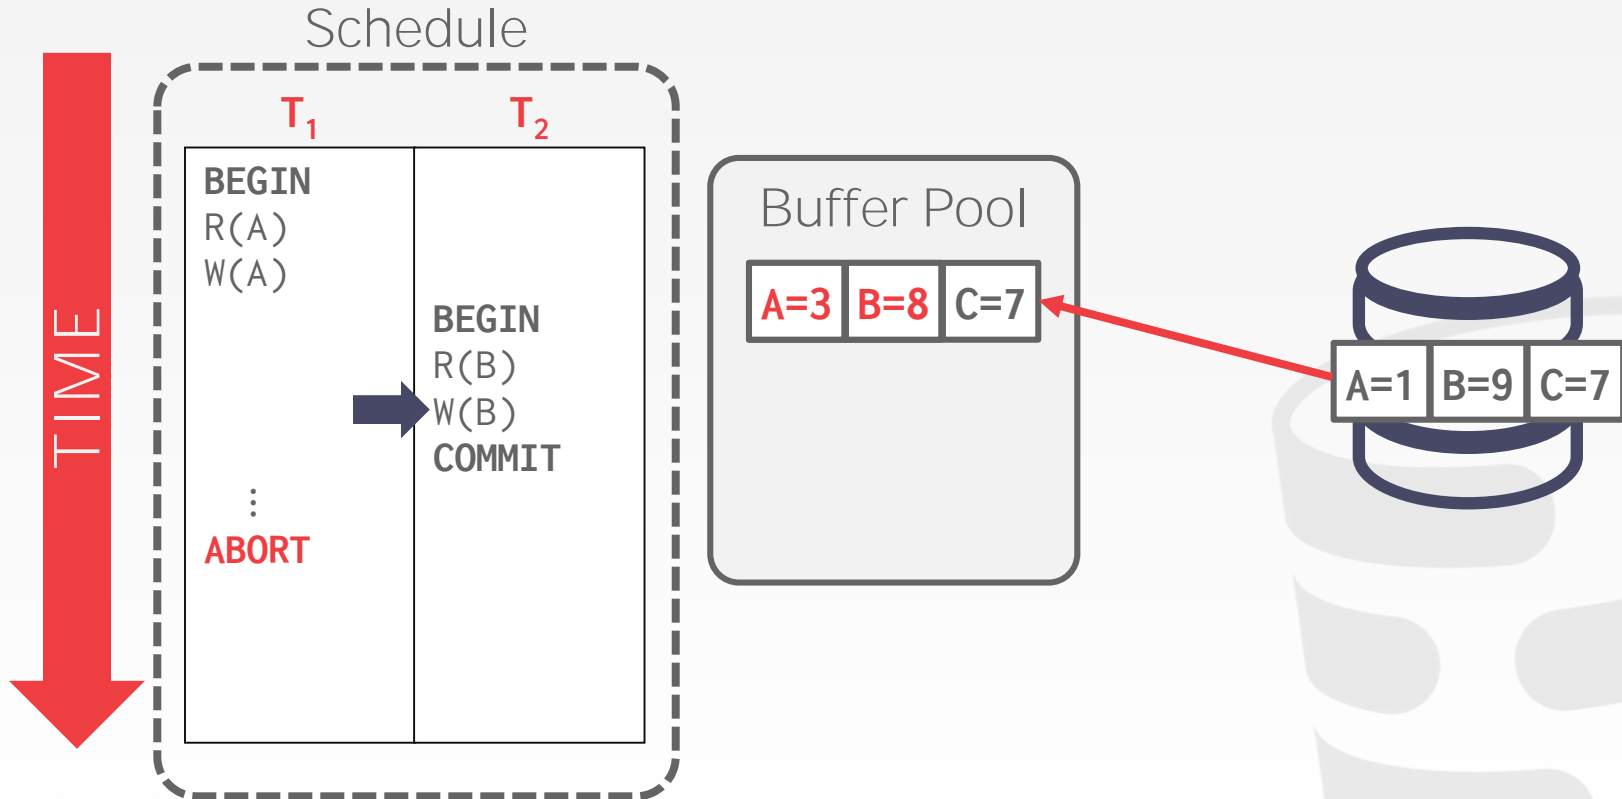 Schedule
TIME
T1 T2
BEGIN
R(A)
W(A)
BEGIN
R(B)
W(B)
COMMIT
⋮
ABORT
Buffer Pool
A=3 B=8 C=7
A=1 B=9 C=7